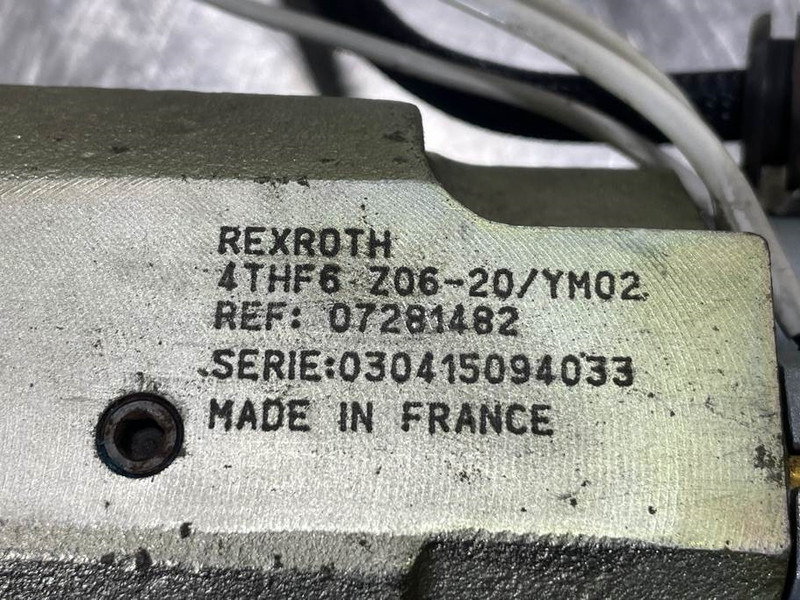 REXROTH
4THF6 Z06-20/YM02
REF: 07281482
SERIE:030415094033
MADE IN FRANCE